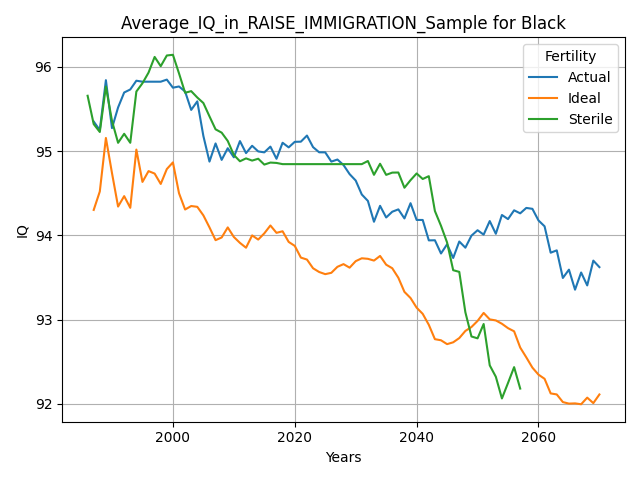 Average_IQ_in_RAISE_IMMIGRATION_Sample for Black
Fertility
Actual
Ideal
Sterile
IQ
96
95
94
93
92
2000
2020
2040
2060
Years